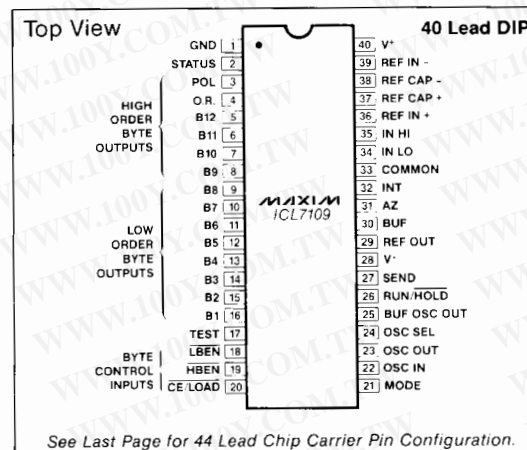 Top View
40 Lead DIP
GND 1
STATUS 2
POL 3
O.R. 4
B12 5
B11 6
B10 7
B9 8
B8 9
B7 10
B6 11
B5 12
B4 13
B3 14
B2 15
B1 16
TEST 17
LBEN 18
HBEN 19
CE/LOAD 20
HIGH
ORDER
BYTE
OUTPUTS
LOW
ORDER
BYTE
OUTPUTS
BYTE
CONTROL
INPUTS
MAXIM
ICL7109
40 V+
39 REF IN -
38 REF CAP -
37 REF CAP +
36 REF IN +
35 IN HI
34 IN LO
33 COMMON
32 INT
31 AZ
30 BUF
29 REF OUT
28 V-
27 SEND
26 RUN/HOLD
25 BUF OSC OUT
24 OSC SEL
23 OSC OUT
22 OSC IN
21 MODE
See Last Page for 44 Lead Chip Carrier Pin Configuration.
WWW.100Y.COM.TW